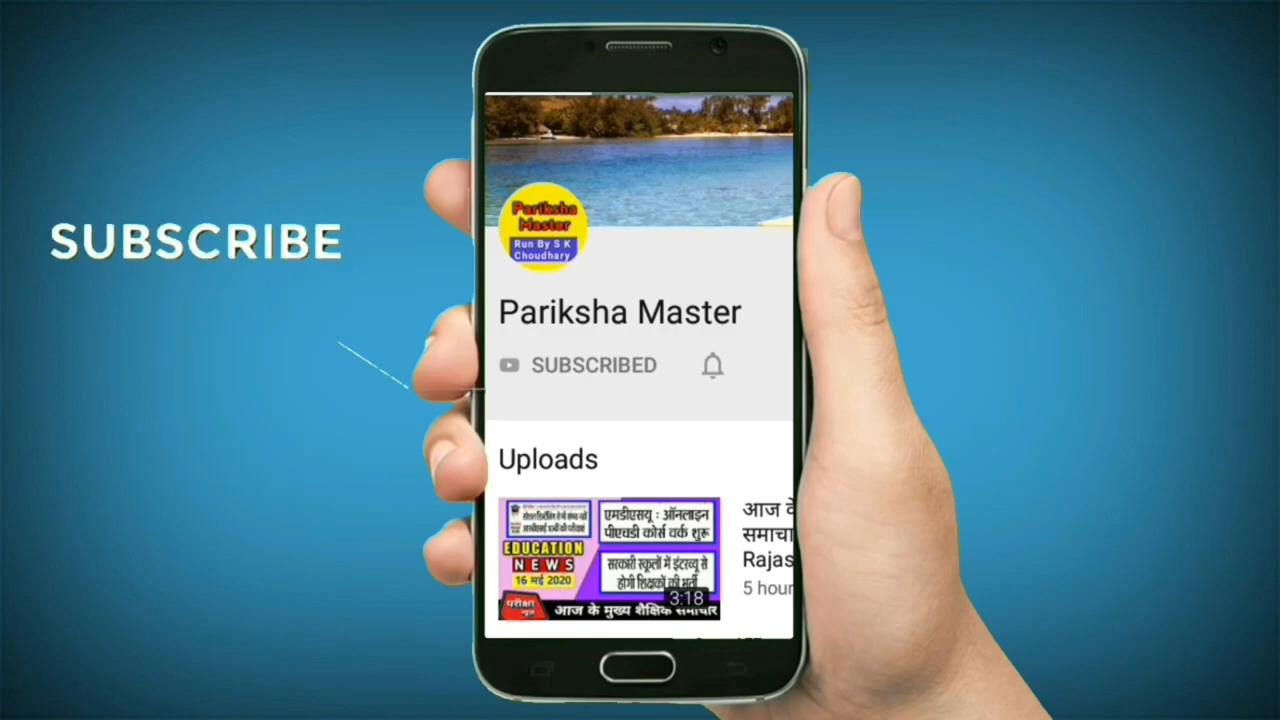 SUBSCRIBE
Pariksha
Master
Run By S K
Choudhary
Pariksha Master
SUBSCRIBED
Uploads
एमडीएसयू : ऑनलाइन
पीएचडी कोर्स वर्क शुरू
EDUCATION
NEWS
16 मई 2020
सरकारी स्कूलों में इंटरव्यू से
होगी शिक्षकों की भर्ती
3:18
परीक्षा
न्यूज़
आज के मुख्य शैक्षिक समाचार
आज के
समाचा
Rajas
5 hour